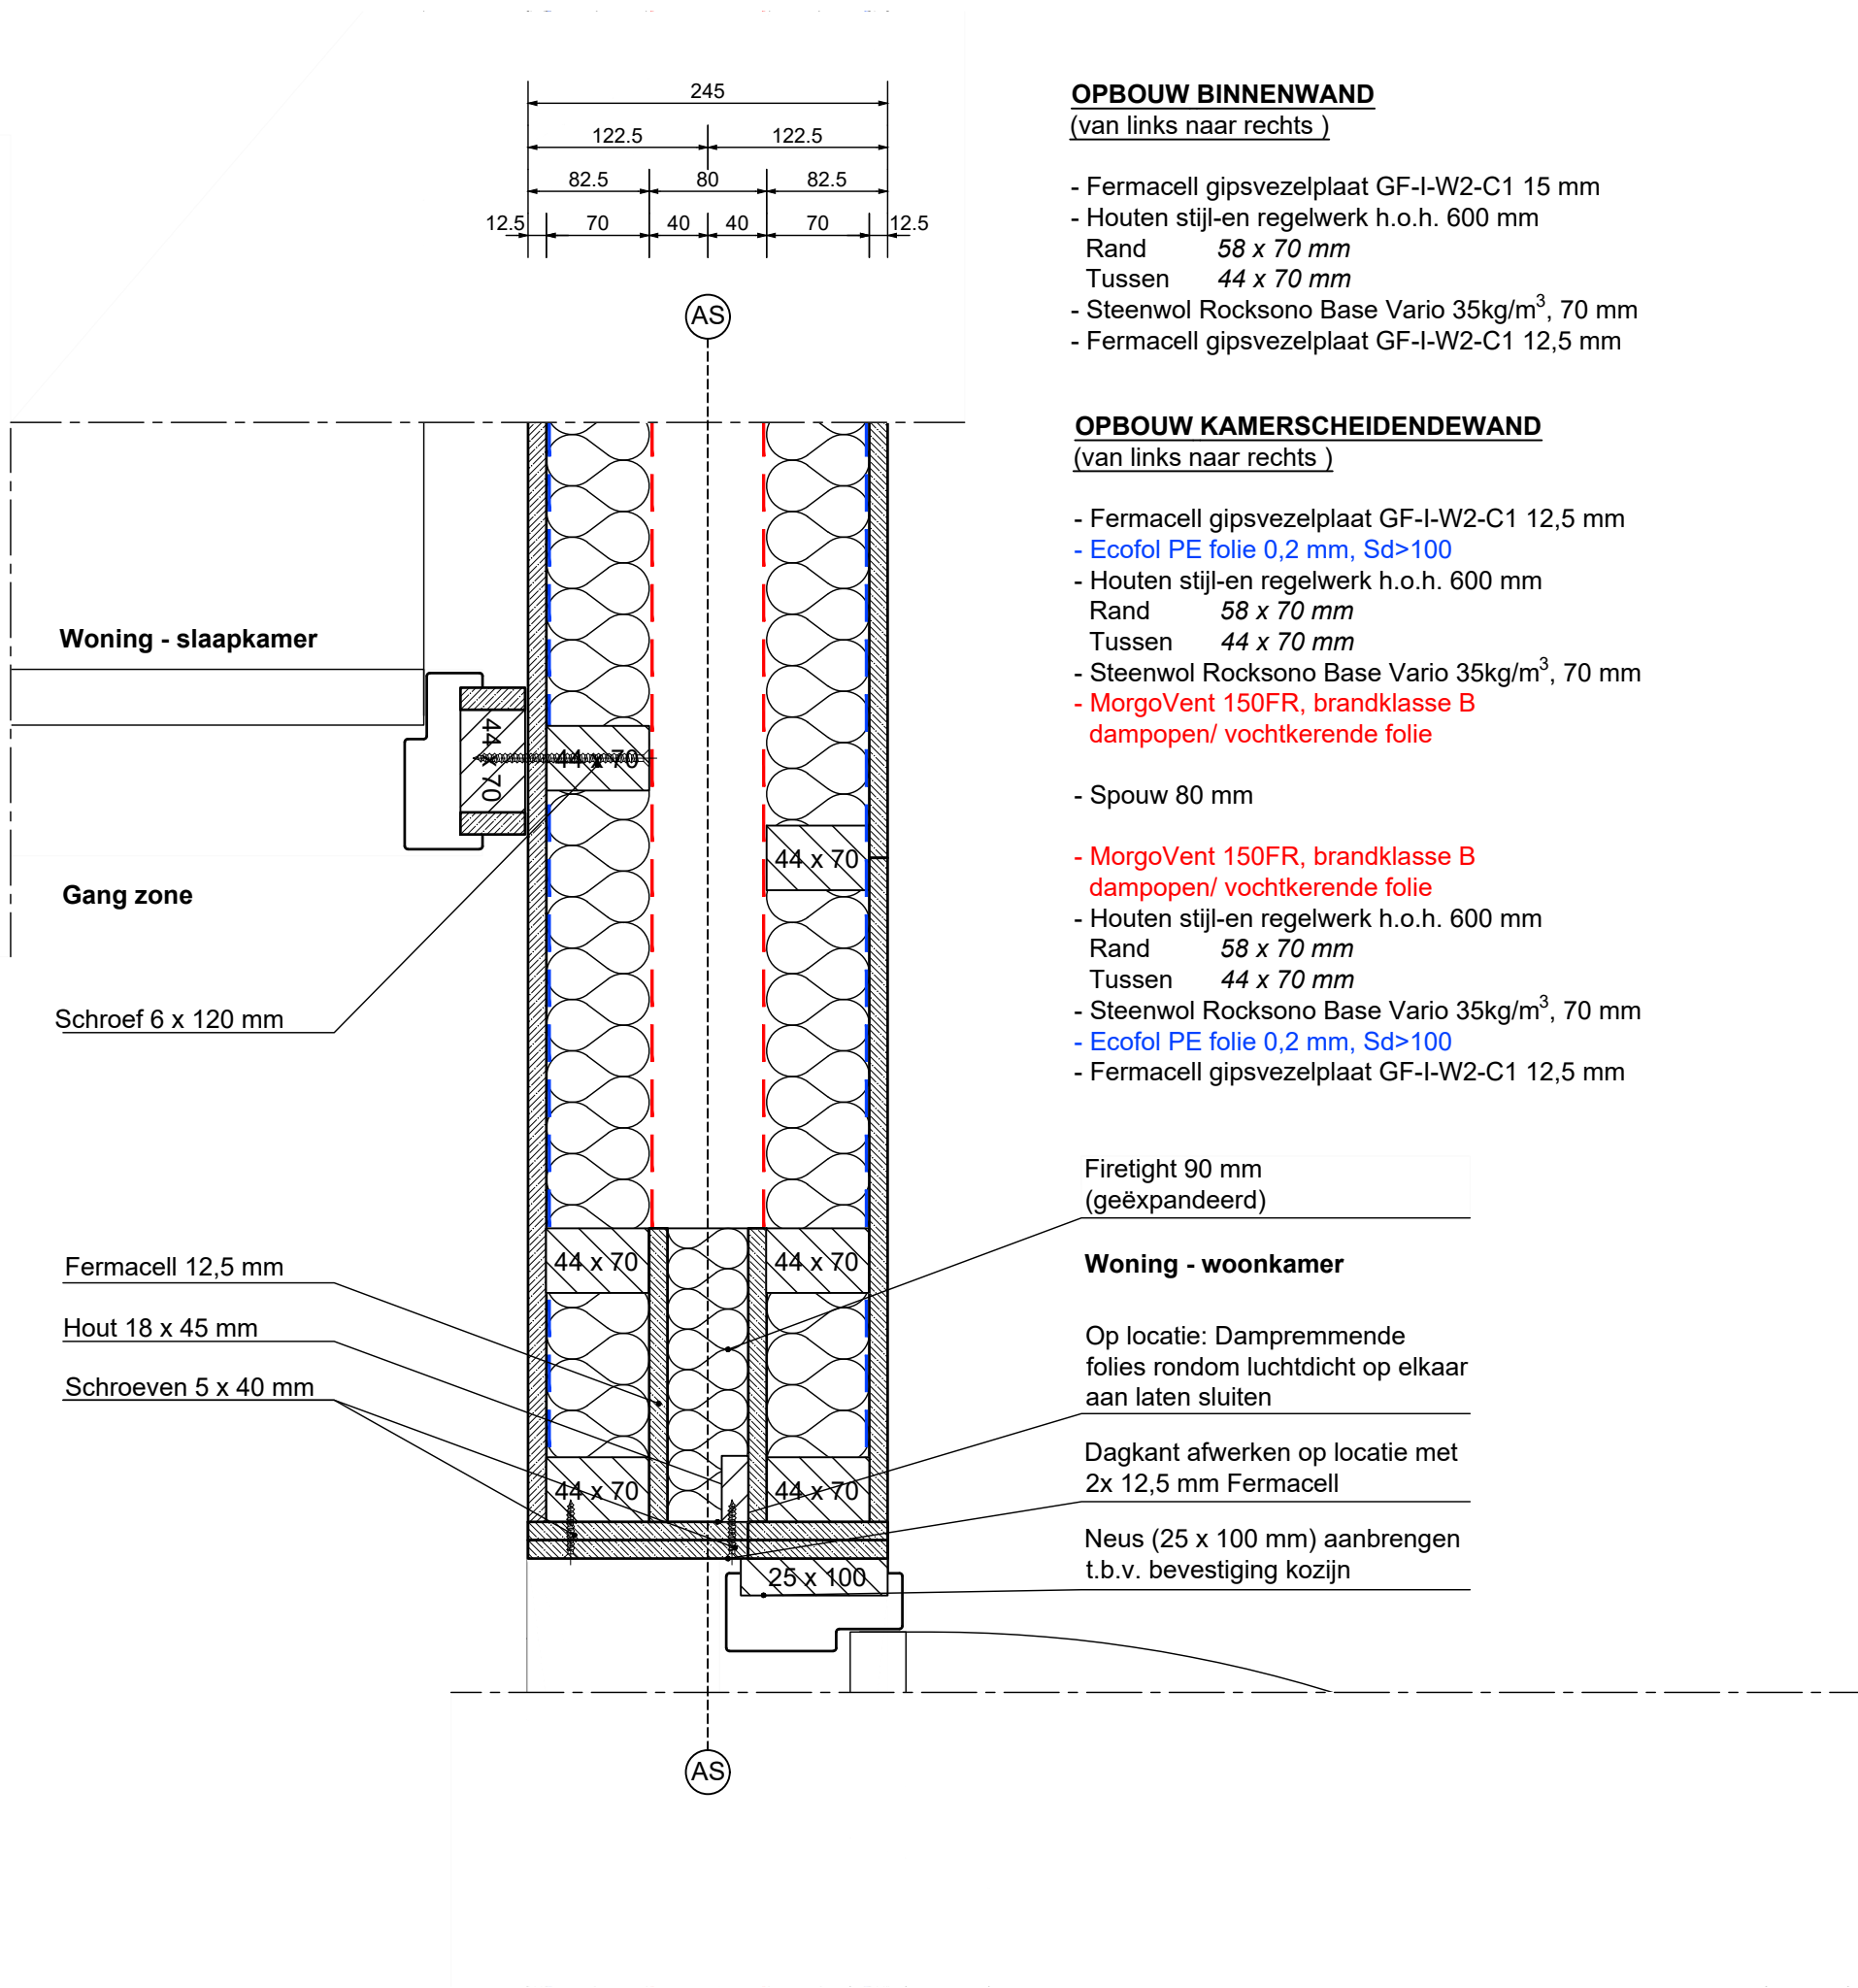 245
122.5 122.5
82.5 80 82.5
12.5 70 40 40 70 12.5
AS
OPBOUW BINNENWAND
(van links naar rechts )
- Fermacell gipsvezelplaat GF-I-W2-C1 15 mm
- Houten stijl-en regelwerk h.o.h. 600 mm
Rand 58 x 70 mm
Tussen 44 x 70 mm
- Steenwol Rocksono Base Vario 35kg/m³, 70 mm
- Fermacell gipsvezelplaat GF-I-W2-C1 12,5 mm
OPBOUW KAMERSCHEIDENDEWAND
(van links naar rechts )
- Fermacell gipsvezelplaat GF-I-W2-C1 12,5 mm
- Ecofol PE folie 0,2 mm, Sd>100
- Houten stijl-en regelwerk h.o.h. 600 mm
Rand 58 x 70 mm
Tussen 44 x 70 mm
- Steenwol Rocksono Base Vario 35kg/m³, 70 mm
- MorgoVent 150FR, brandklasse B
dampopen/ vochtkerende folie
- Spouw 80 mm
- MorgoVent 150FR, brandklasse B
dampopen/ vochtkerende folie
- Houten stijl-en regelwerk h.o.h. 600 mm
Rand 58 x 70 mm
Tussen 44 x 70 mm
- Steenwol Rocksono Base Vario 35kg/m³, 70 mm
- Ecofol PE folie 0,2 mm, Sd>100
- Fermacell gipsvezelplaat GF-I-W2-C1 12,5 mm
Woning - slaapkamer
44 x 70
44 x 70
44 x 70
Gang zone
Schroef 6 x 120 mm
Firetight 90 mm
(geëxpandeerd)
Woning - woonkamer
44 x 70
44 x 70
Fermacell 12,5 mm
Hout 18 x 45 mm
Schroeven 5 x 40 mm
Op locatie: Dampremmende
folies rondom luchtdicht op elkaar
aan laten sluiten
Dagkant afwerken op locatie met
2x 12,5 mm Fermacell
44 x 70
44 x 70
Neus (25 x 100 mm) aanbrengen
t.b.v. bevestiging kozijn
25 x 100
AS